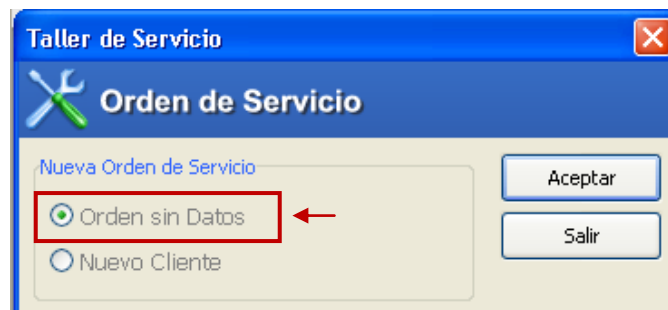 Taller de Servicio
Orden de Servicio
Nueva Orden de Servicio
Orden sin Datos
Nuevo Cliente
Aceptar
Salir